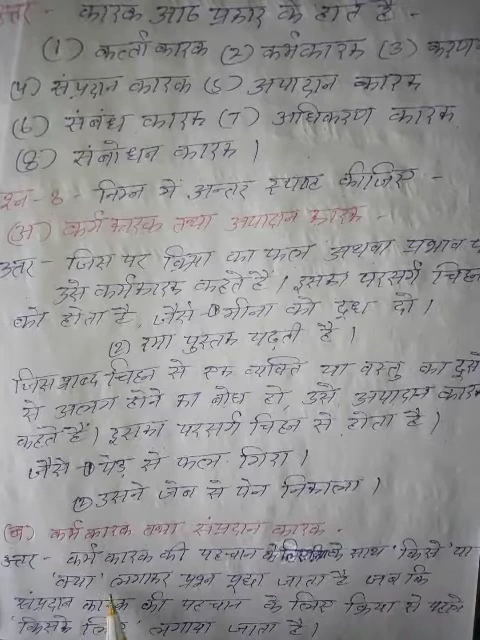 उत्तर - कारक आठ प्रकार के होते है -
(1) कर्त्ता कारक (2) कर्मकारक (3) करण
(4) संप्रदान कारक (5) अपादान कारक
(6) संबंध कारक (7) अधिकरण कारक
(8) संबोधन कारक।
प्रश्न-8- निम्न में अन्तर स्पष्ट कीजिए -
(अ) कर्म कारक तथा अपादान कारक -
उत्तर - जिस पर क्रिया का फल अथवा प्रभाव प
उसे कर्मकारक कहते हैं। इसका परसर्ग चिह्न
को होता है, जैसे - (1) मीना को दूध दो।
(2) रमा पुस्तक पढ़ती है।
जिस शब्द चिह्न से एक व्यक्ति या वस्तु का दूसरे
से अलग होने का बोध हो, उसे अपादान कारक
कहते हैं। इसका परसर्ग चिह्न से होता है।
जैसे - (1) पेड़ से फल गिरा।
(2) उसने जेब से पेन निकाला।
(ब) कर्म कारक तथा संप्रदान कारक -
उत्तर - कर्म कारक की पहचान के साथ 'किसे' या
'क्या' लगाकर प्रश्न पूछा जाता है जब कि
संप्रदान कारक की पहचान के लिए क्रिया से पहले
'किसके लिए' लगाया जाता है।